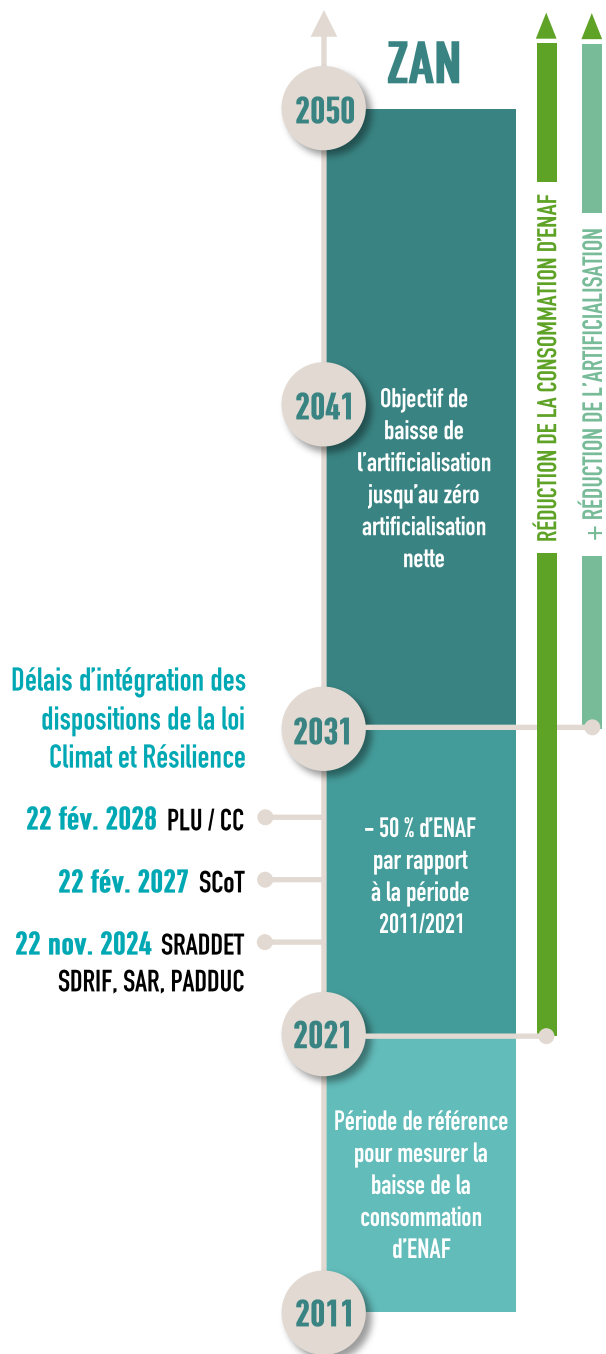 ZAN
2050
2041
Objectif de
baisse de
l'artificialisation
jusqu'au zéro
artificialisation
nette
RÉDUCTION DE LA CONSOMMATION D'ENAF
+ RÉDUCTION DE L'ARTIFICIALISATION
Délais d'intégration des
dispositions de la loi
Climat et Résilience
2031
22 fév. 2028 PLU / CC
22 fév. 2027 SCoT
22 nov. 2024 SRADDET
SDRIF, SAR, PADDUC
– 50 % d'ENAF
par rapport
à la période
2011/2021
2021
Période de référence
pour mesurer la
baisse de la
consommation
d'ENAF
2011